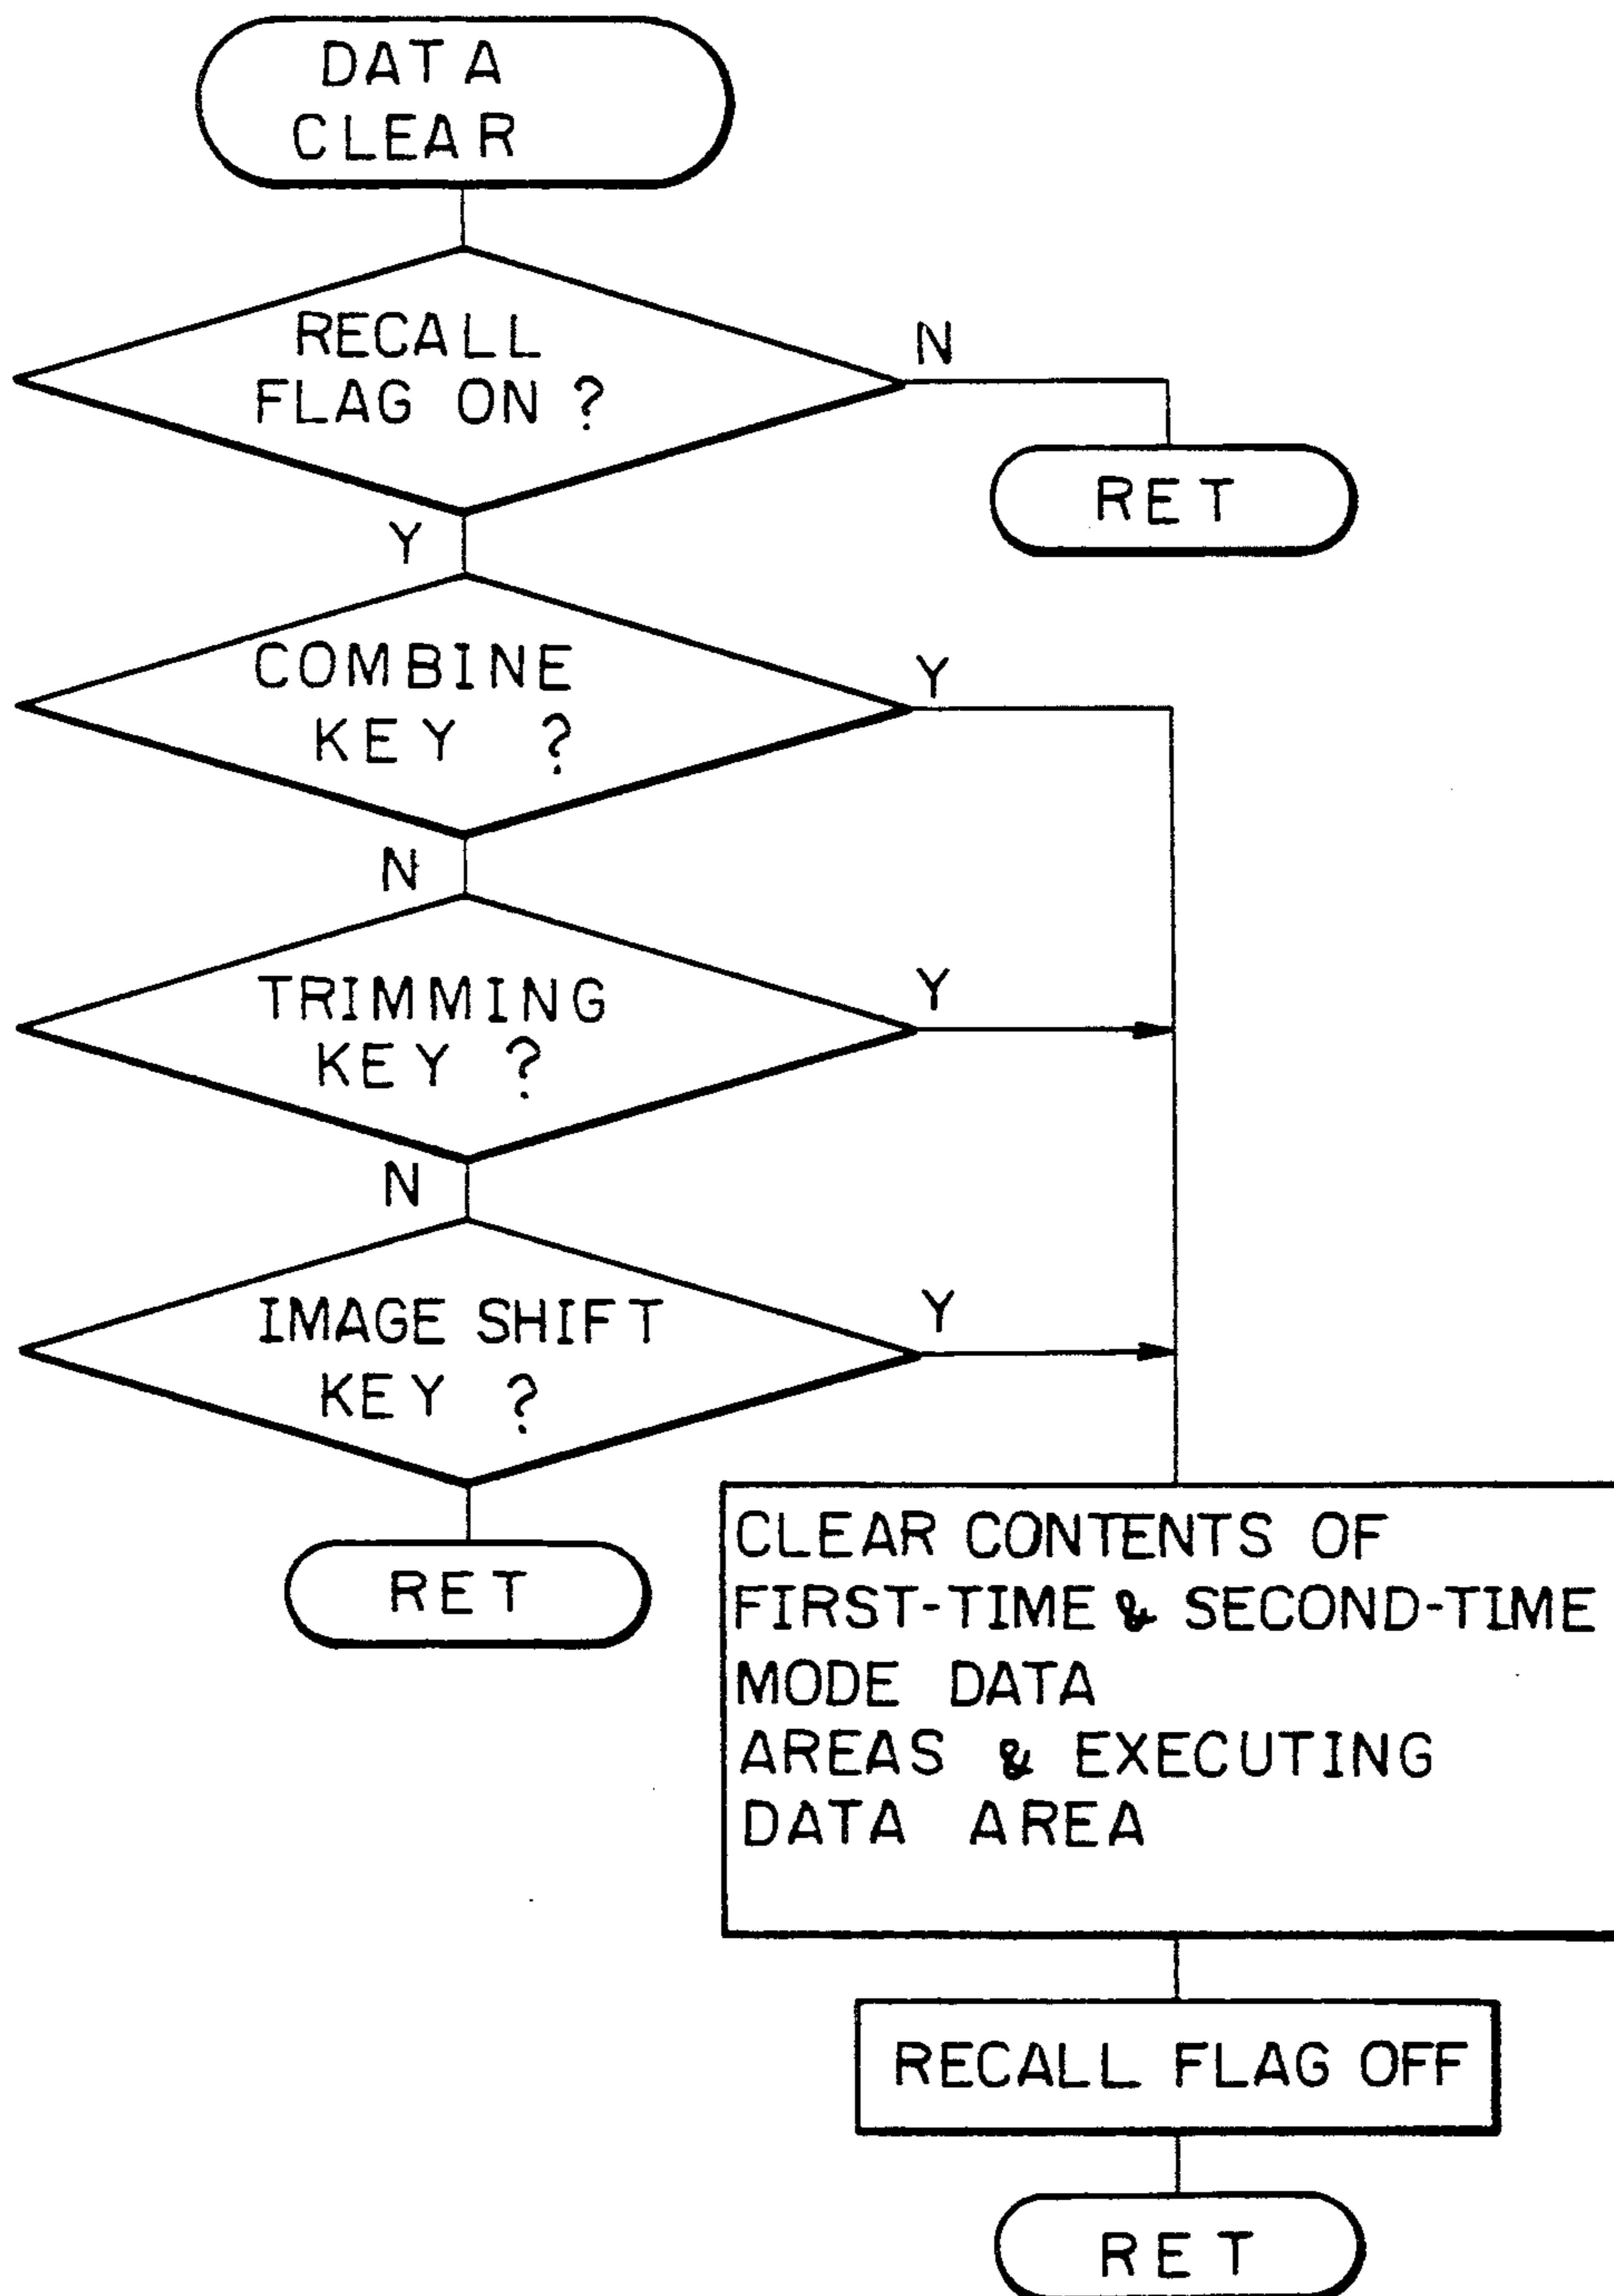 DATA
CLEAR
RECALL
FLAG ON ?
N
RET
Y
COMBINE
KEY ?
Y
N
TRIMMING
KEY ?
Y
N
IMAGE SHIFT
KEY ?
Y
RET
CLEAR CONTENTS OF
FIRST-TIME & SECOND-TIME
MODE DATA
AREAS & EXECUTING
DATA AREA
RECALL FLAG OFF
RET